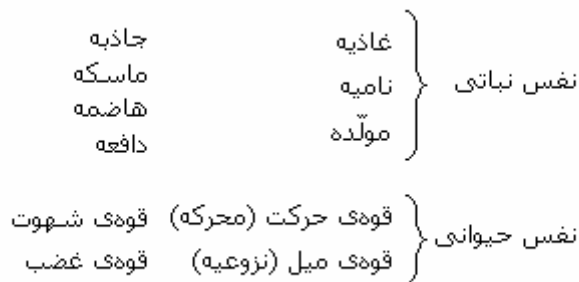 غاذیه جاذبه
ماسکه
نفس نباتی نامیه
هاضمه
مولّده
دافعه
قوه‌ی حرکت (محرکه) قوه‌ی شهوت
نفس حیوانی
قوه‌ی میل (نزوعیه) قوه‌ی غضب